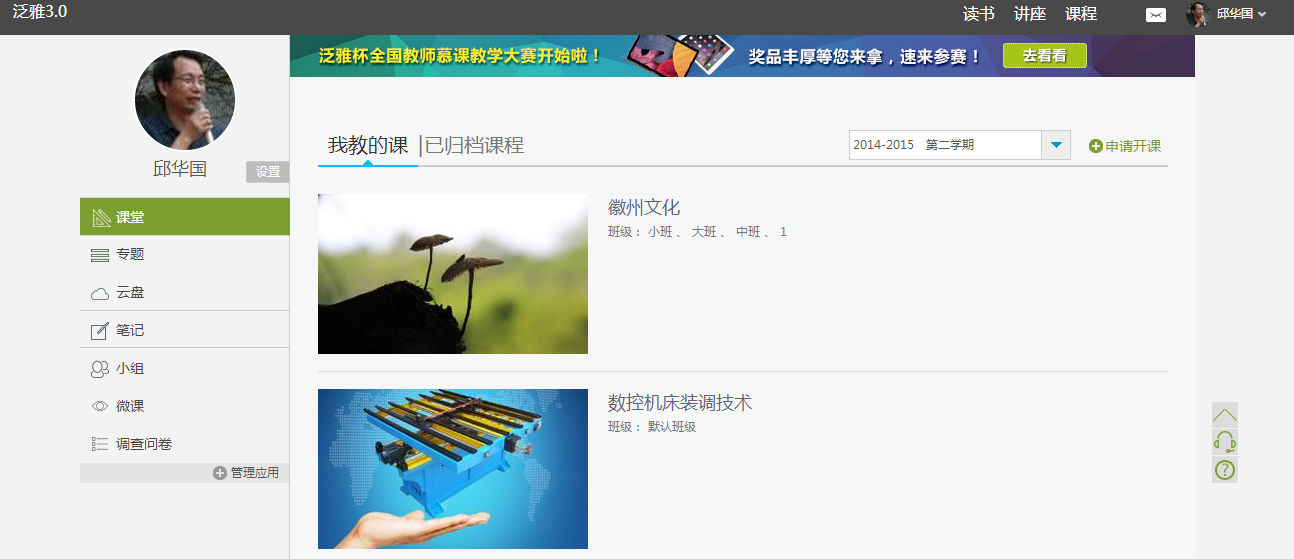 泛雅3.0
读书 讲座 课程 邱华国
泛雅杯全国教师慕课教学大赛开始啦！ 奖品丰厚等您来拿，速来参赛！ 去看看
邱华国
设置
课堂
专题
云盘
笔记
小组
微课
调查问卷
管理应用
我教的课 |已归档课程
2014-2015 第二学期
申请开课
徽州文化
班级： 小班 、 大班 、 中班 、 1
数控机床装调技术
班级： 默认班级